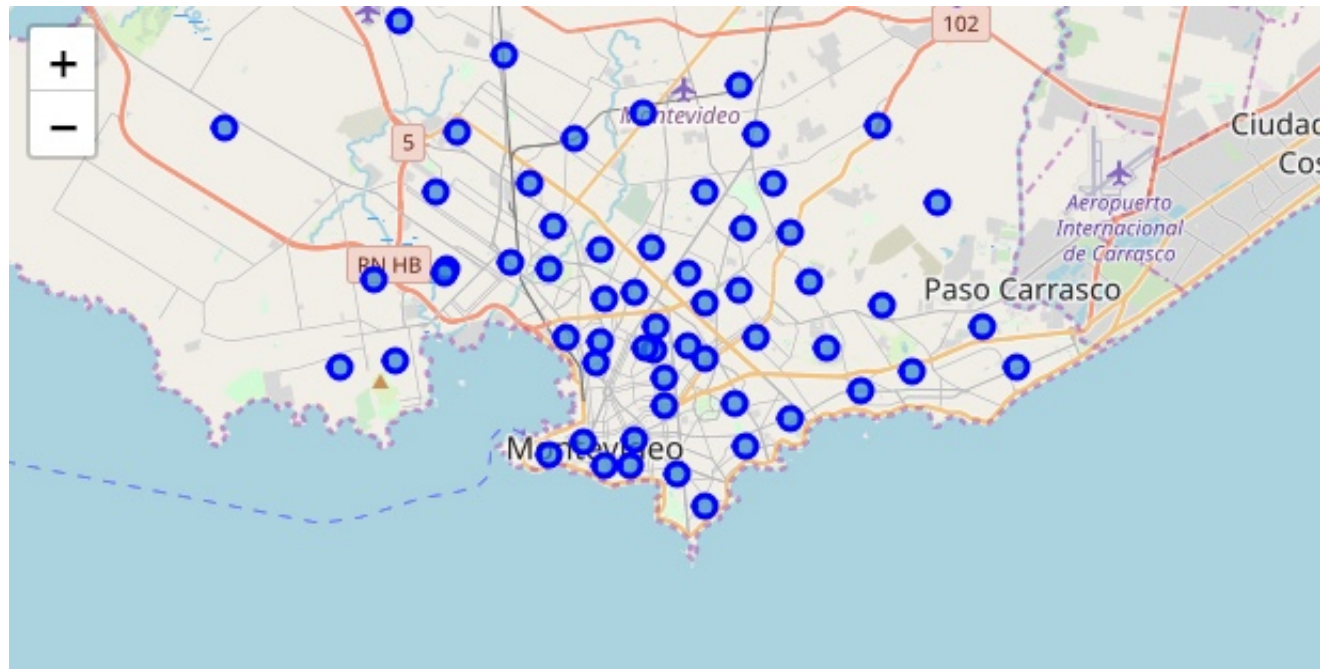 +
−
102
5
Montevideo
Ciudad
Cos
Aeropuerto
Internacional
de Carrasco
RN HB
Paso Carrasco
Montevideo